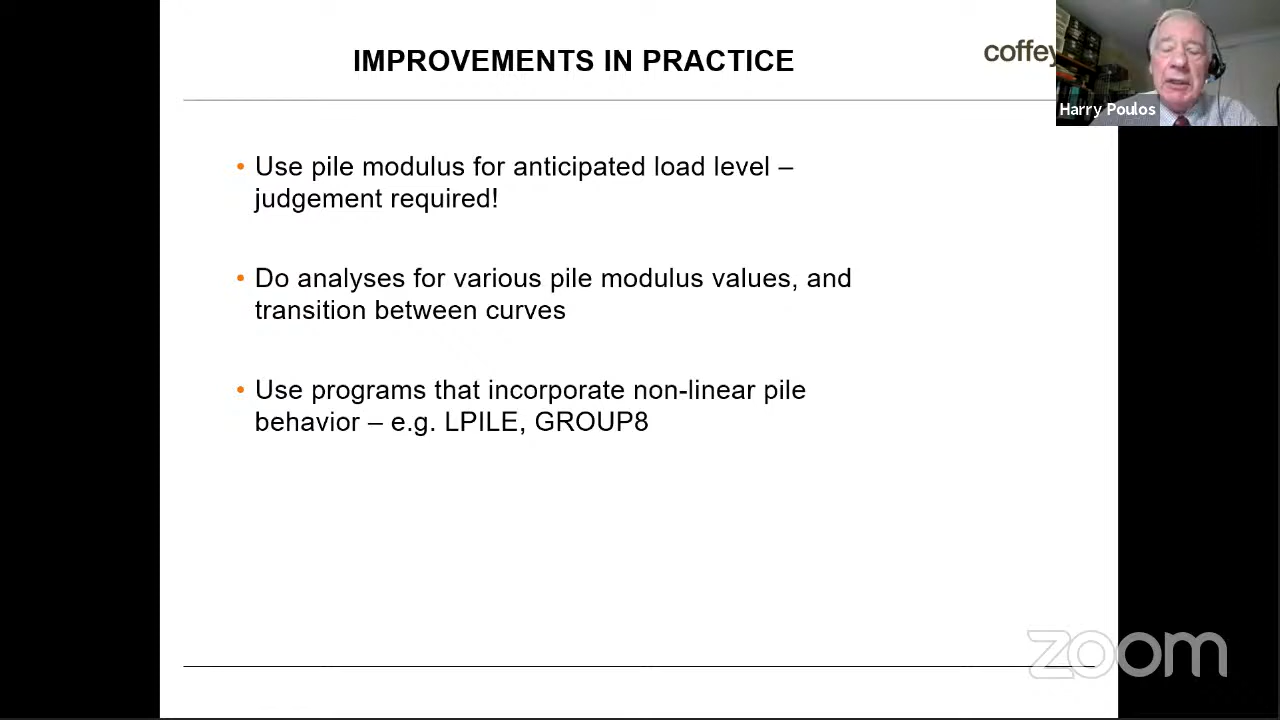 IMPROVEMENTS IN PRACTICE
coffey
Harry Poulos
• Use pile modulus for anticipated load level –
judgement required!
• Do analyses for various pile modulus values, and
transition between curves
• Use programs that incorporate non-linear pile
behavior – e.g. LPILE, GROUP8
zoom